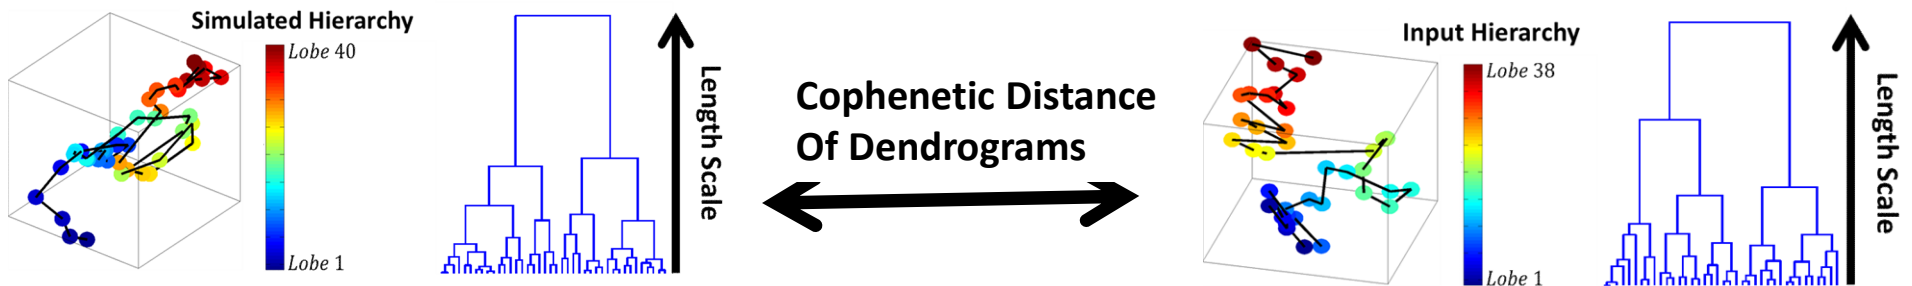 Simulated Hierarchy
Lobe 40
Lobe 1
Length Scale
Cophenetic Distance
Of Dendrograms
Input Hierarchy
Lobe 38
Lobe 1
Length Scale